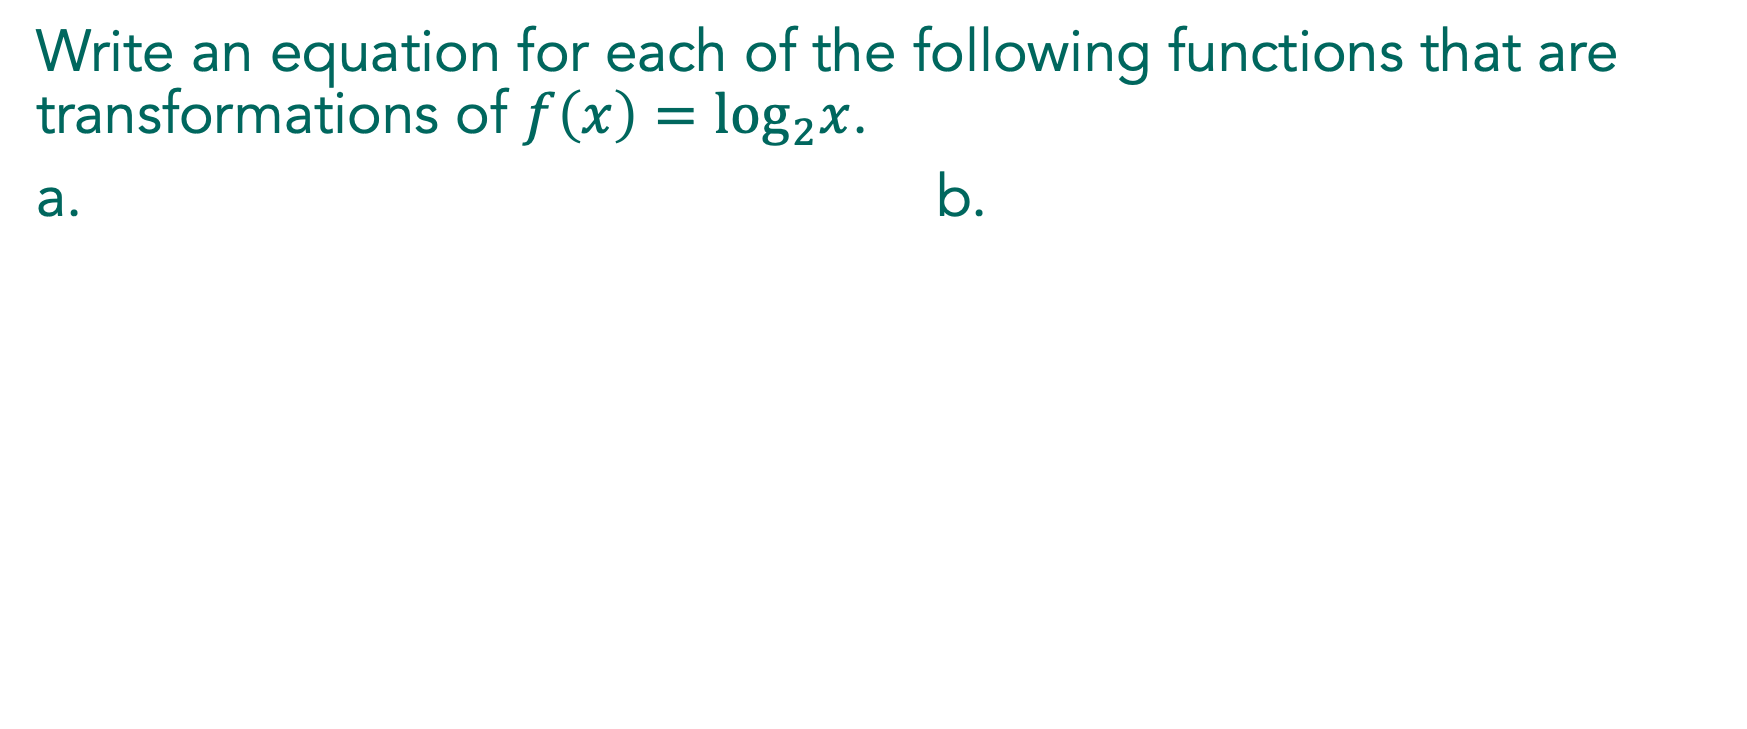 Write an equation for each of the following functions that are
transformations of f(x) = log₂x.
a. b.